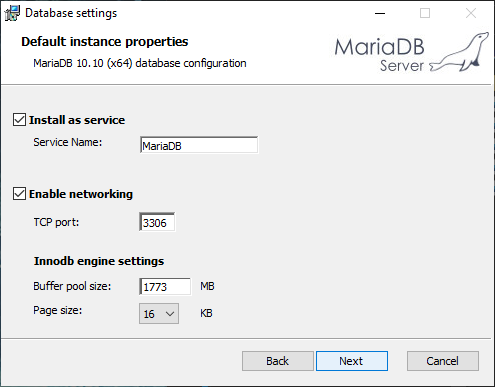 Database settings
Default instance properties
MariaDB 10.10 (x64) database configuration
MariaDB
Server
Install as service
Service Name: MariaDB
Enable networking
TCP port: 3306
Innodb engine settings
Buffer pool size: 1773 MB
Page size: 16 KB
Back Next Cancel